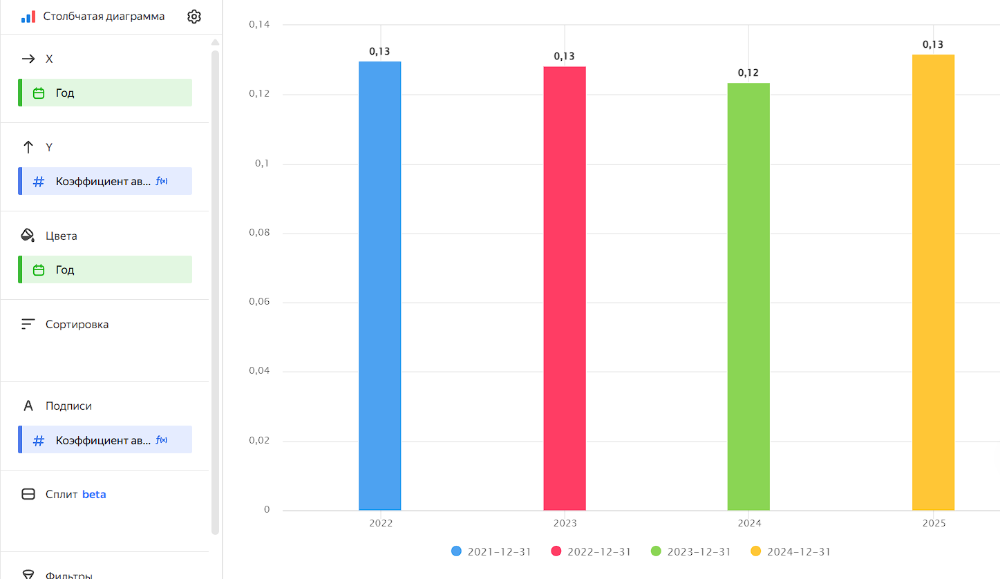 Столбчатая диаграмма
X
Год
Y
# Коэффициент ав... f(x)
Цвета
Год
Сортировка
A Подписи
# Коэффициент ав... f(x)
Сплит beta
Фильтры
0,14
0,12
0,1
0,08
0,06
0,04
0,02
0
0,13
0,13
0,12
0,13
2022 2023 2024 2025
2021-12-31 2022-12-31 2023-12-31 2024-12-31